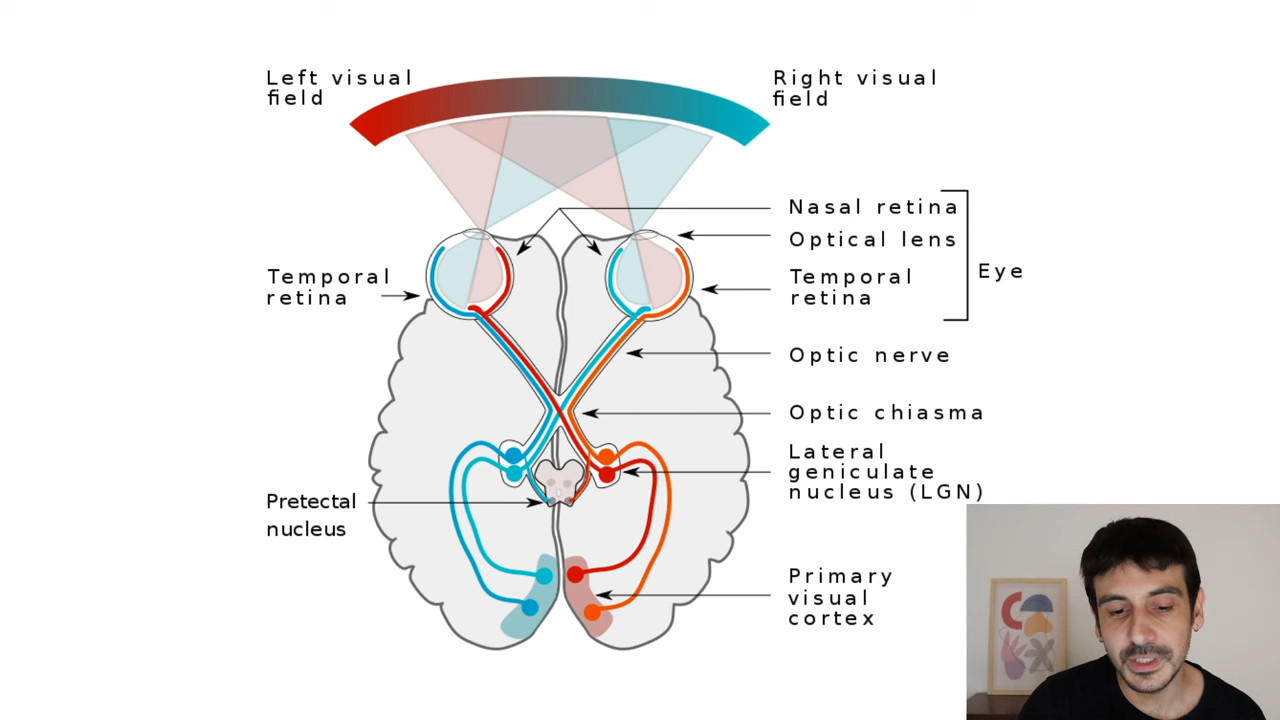 Left visual
field
Right visual
field
Nasal retina
Optical lens
Eye
Temporal
retina
Temporal
retina
Optic nerve
Optic chiasma
Lateral
geniculate
nucleus (LGN)
Pretectal
nucleus
Primary
visual
cortex